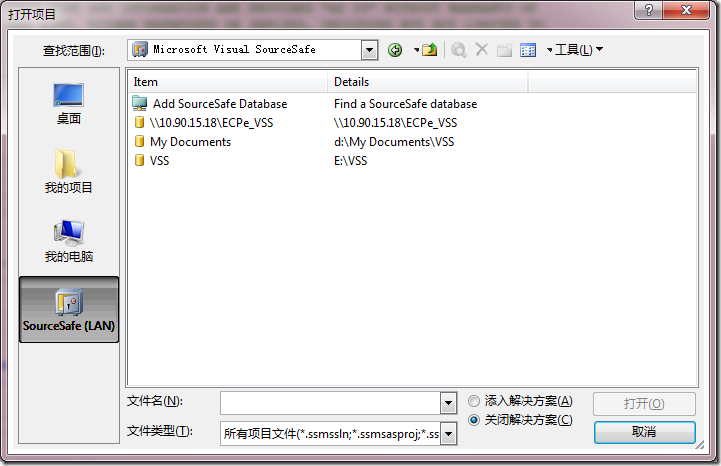 打开项目
查找范围(I):
Microsoft Visual SourceSafe
工具(L)
Item
Details
Add SourceSafe Database
Find a SourceSafe database
\\10.90.15.18\ECPe_VSS
\\10.90.15.18\ECPe_VSS
My Documents
d:\My Documents\VSS
VSS
E:\VSS
桌面
我的项目
我的电脑
SourceSafe (LAN)
文件名(N):
添入解决方案(A)
打开(O)
关闭解决方案(C)
文件类型(T):
所有项目文件(*.ssmssln;*.ssmsasproj;*.ss
取消